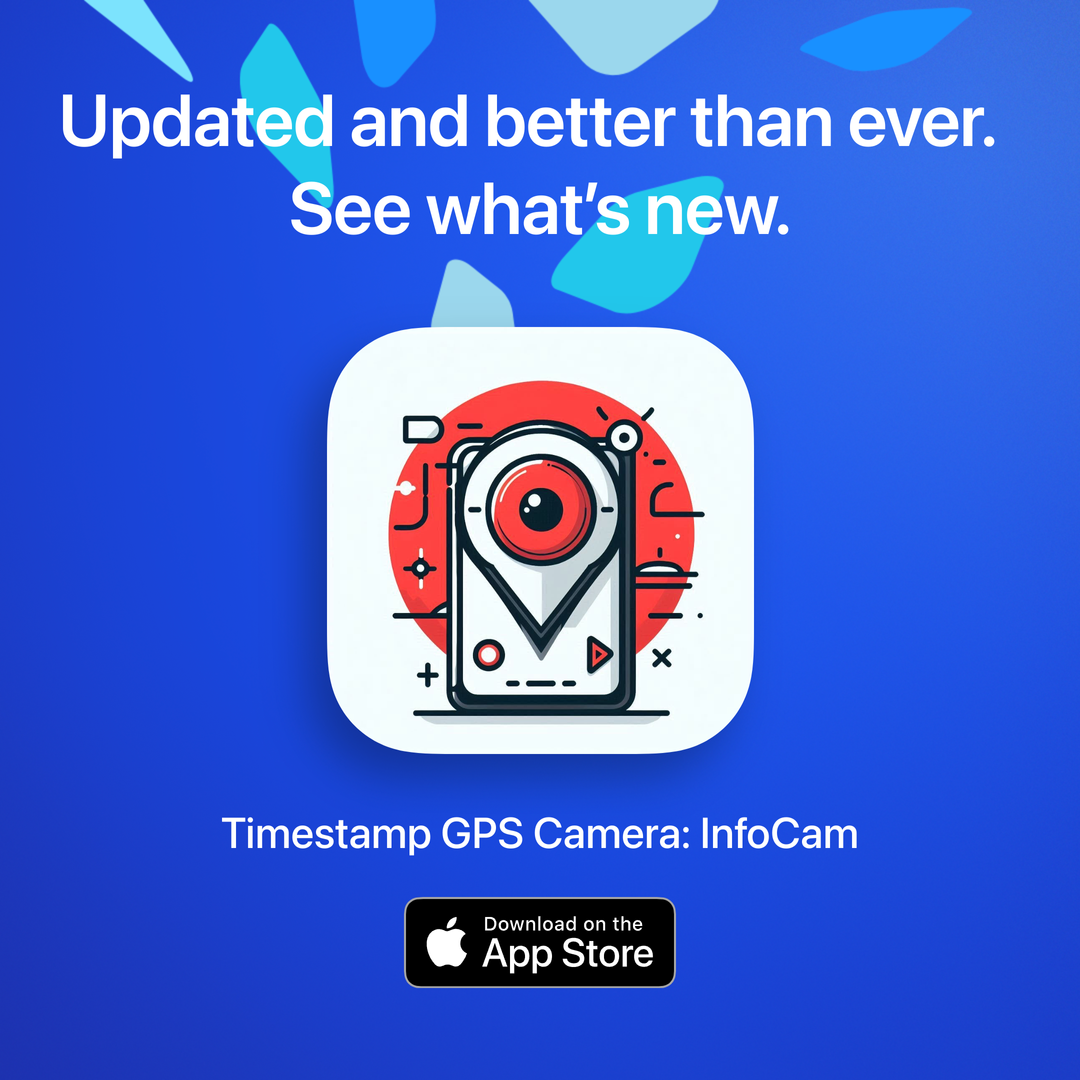 Updated and better than ever.
See what’s new.
Timestamp GPS Camera: InfoCam
Download on the
App Store